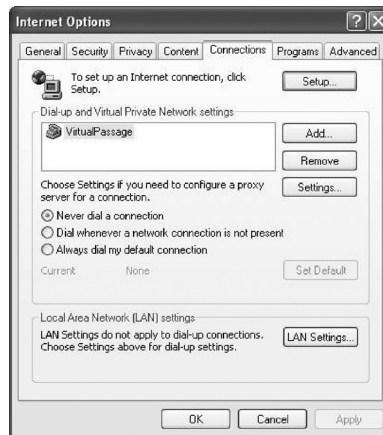 Internet Options
General Security Privacy Content Connections Programs Advanced
To set up an Internet connection, click
Setup.
Setup...
Dial-up and Virtual Private Network settings
VirtualPassage
Add...
Remove
Choose Settings if you need to configure a proxy
server for a connection.
Settings...
Never dial a connection
Dial whenever a network connection is not present
Always dial my default connection
Current None
Set Default
Local Area Network (LAN) settings
LAN Settings do not apply to dial-up connections.
Choose Settings above for dial-up settings.
LAN Settings...
OK Cancel Apply